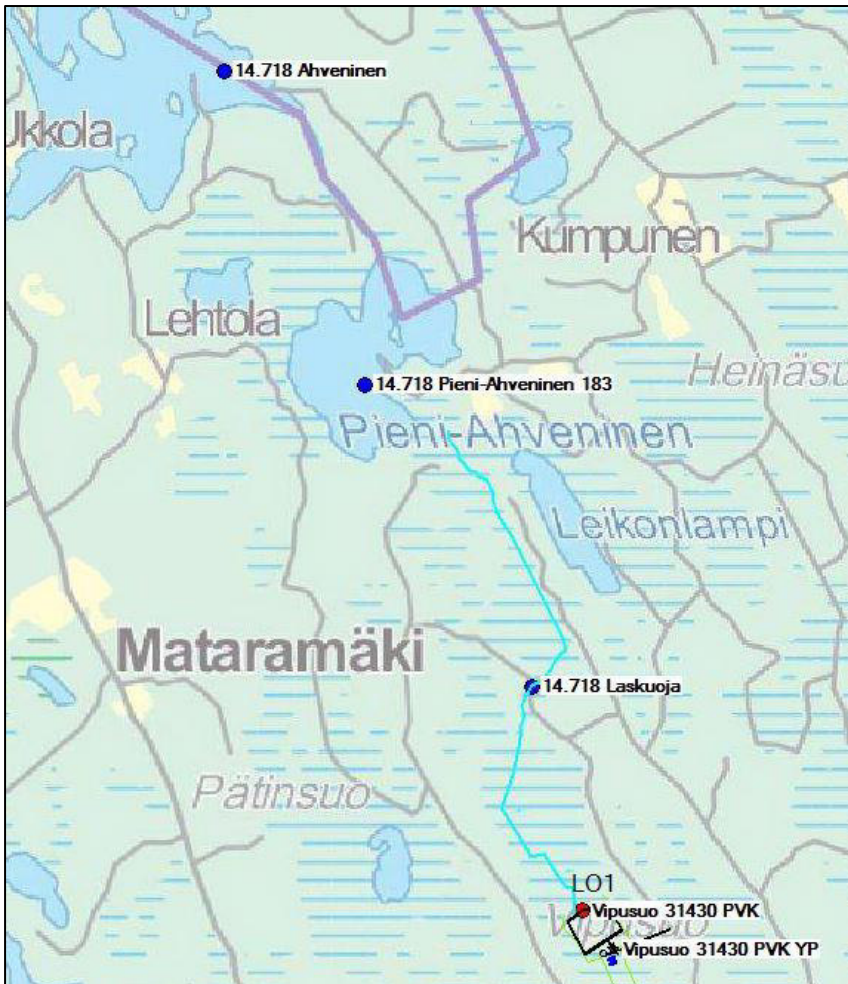 14.718 Ahveninen
Ukkola
Kumpunen
Lehtola
14.718 Pieni-Ahveninen 183
Heinäsu
Pieni-Ahveninen
Leikonlampi
Mataramäki
14.718 Laskuoja
Pätinsuo
LO1
Vipusuo 31430 PVK
Vipusuo
Vipusuo 31430 PVK YP